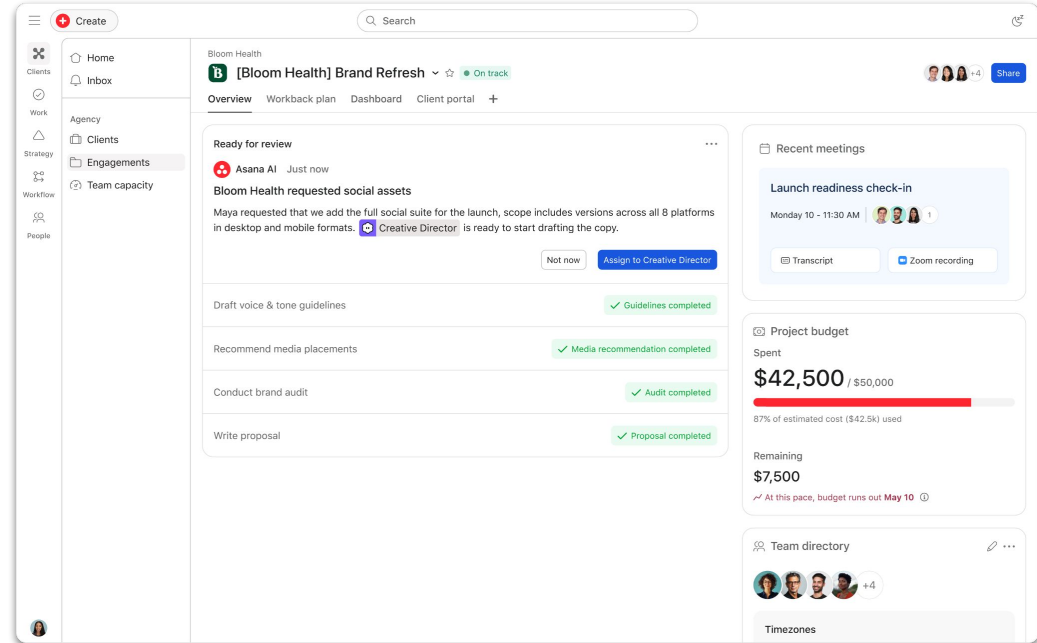 Create
Search
Clients
Work
Strategy
Workflow
People
Home
Inbox
Agency
Clients
Engagements
Team capacity
Bloom Health
[Bloom Health] Brand Refresh
On track
+4
Share
Overview
Workback plan
Dashboard
Client portal
Ready for review
Asana AI Just now
Bloom Health requested social assets
Maya requested that we add the full social suite for the launch, scope includes versions across all 8 platforms
in desktop and mobile formats. Creative Director is ready to start drafting the copy.
Not now
Assign to Creative Director
Draft voice & tone guidelines
Guidelines completed
Recommend media placements
Media recommendation completed
Conduct brand audit
Audit completed
Write proposal
Proposal completed
Recent meetings
Launch readiness check-in
Monday 10 - 11:30 AM
1
Transcript
Zoom recording
Project budget
Spent
$42,500 / $50,000
87% of estimated cost ($42.5k) used
Remaining
$7,500
At this pace, budget runs out May 10
Team directory
+4
Timezones